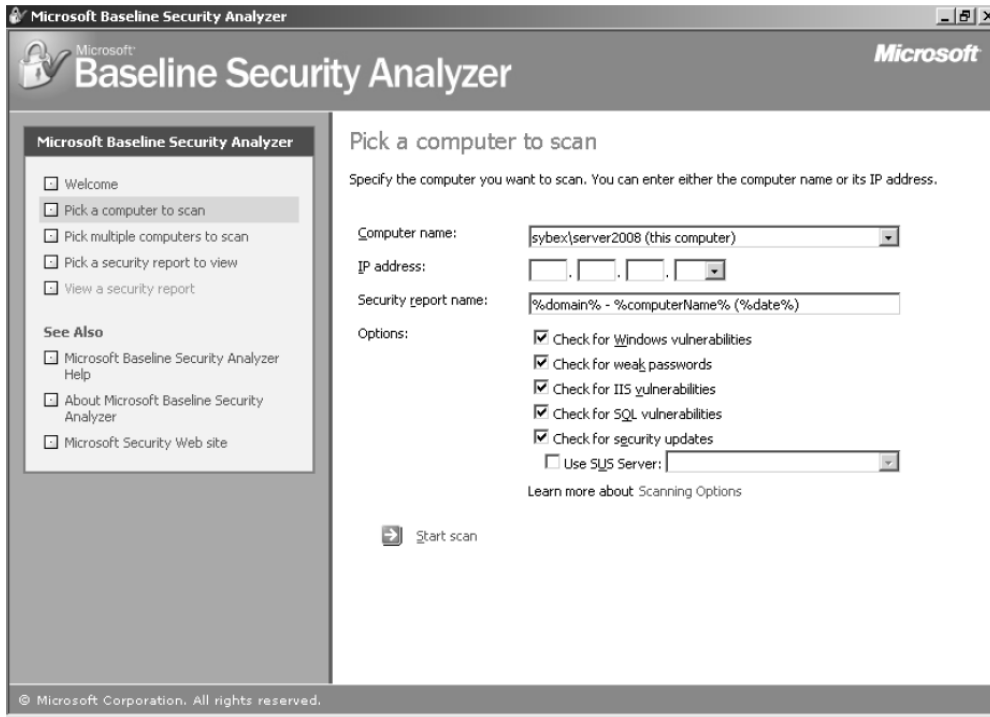 Microsoft Baseline Security Analyzer
Microsoft
Baseline Security Analyzer
Microsoft
Microsoft Baseline Security Analyzer
Welcome
Pick a computer to scan
Pick multiple computers to scan
Pick a security report to view
View a security report
See Also
Microsoft Baseline Security Analyzer
Help
About Microsoft Baseline Security
Analyzer
Microsoft Security Web site
Pick a computer to scan
Specify the computer you want to scan. You can enter either the computer name or its IP address.
Computer name:
sybex\server2008 (this computer)
IP address:
. . .
Security report name:
%domain% - %computerName% (%date%)
Options:
Check for Windows vulnerabilities
Check for weak passwords
Check for IIS vulnerabilities
Check for SQL vulnerabilities
Check for security updates
Use SUS Server:
Learn more about Scanning Options
Start scan
© Microsoft Corporation. All rights reserved.